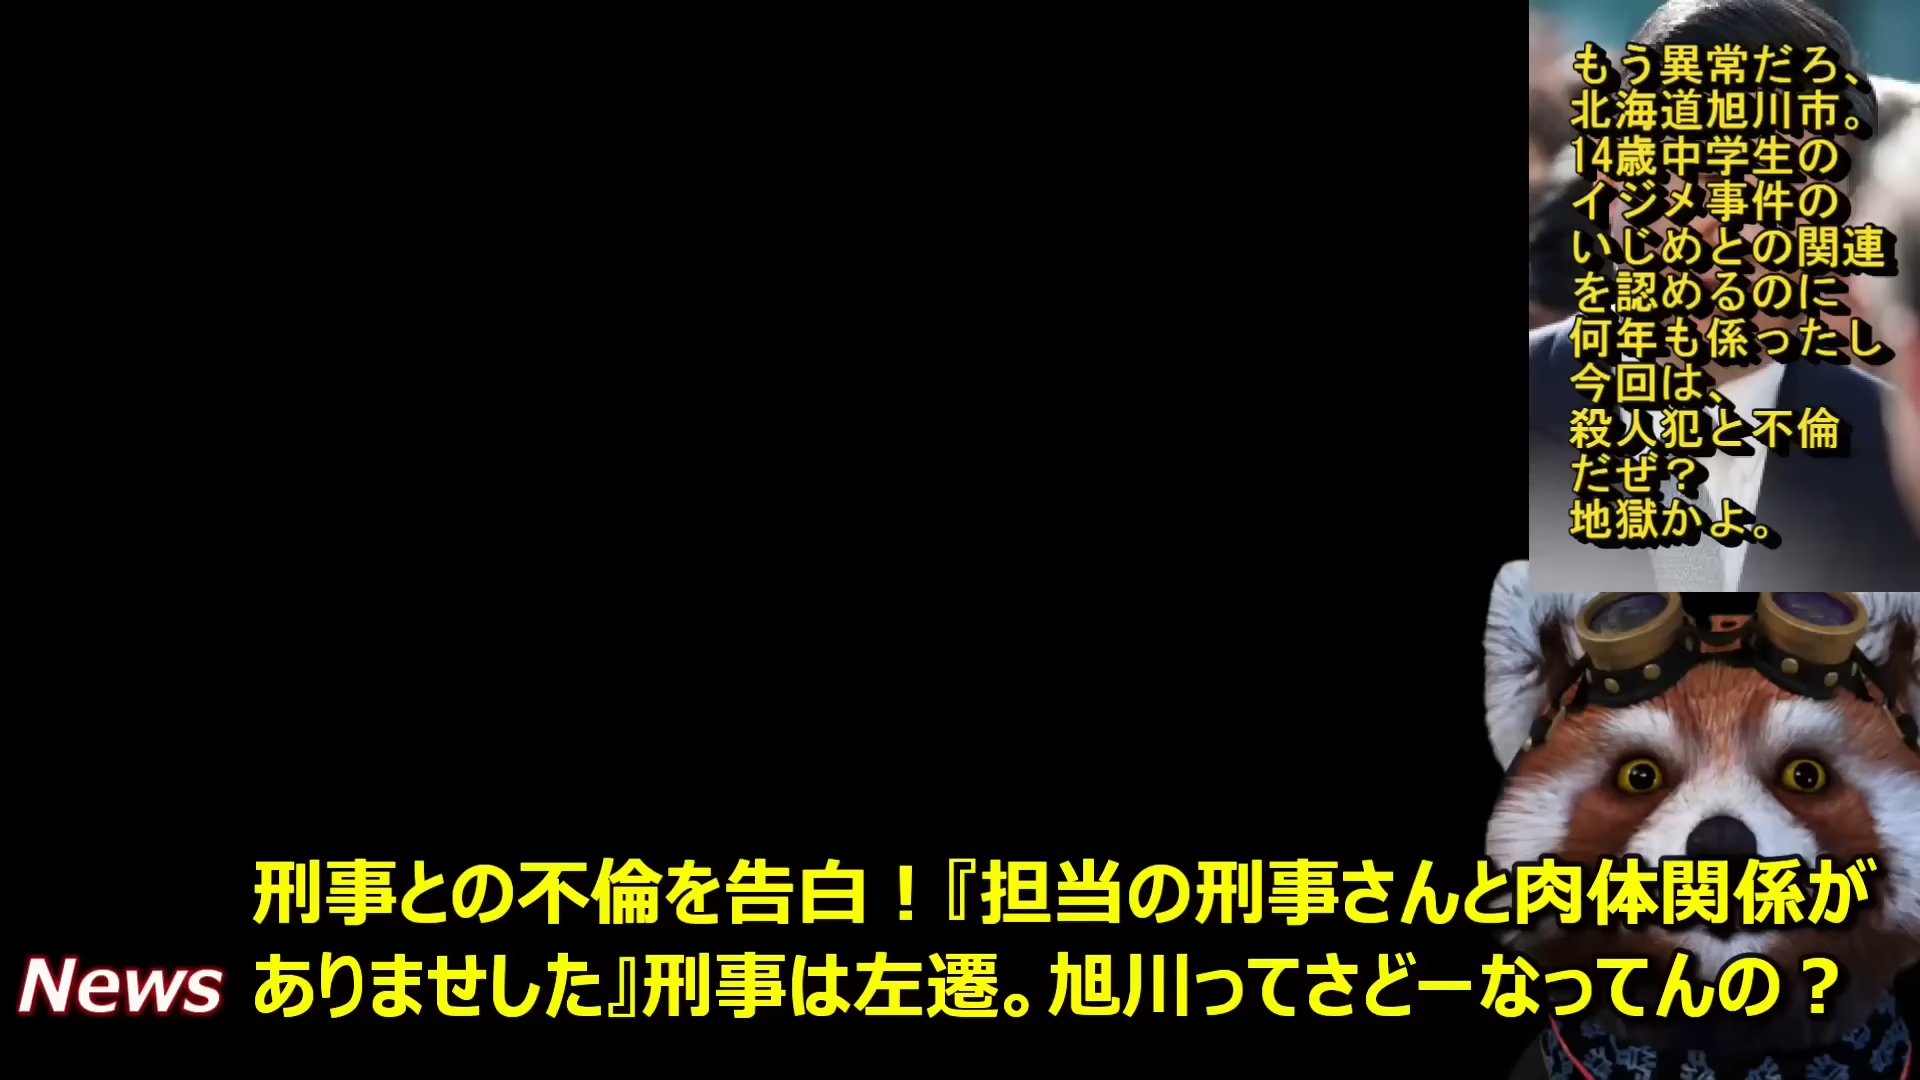 もう異常だろ、
北海道旭川市。
14歳中学生の
イジメ事件の
いじめとの関連
を認めるのに
何年も係ったし
今回は、
殺人犯と不倫
だぜ？
地獄かよ。
刑事との不倫を告白！『担当の刑事さんと肉体関係が
ありませした』刑事は左遷。旭川ってさどーなってんの？
News